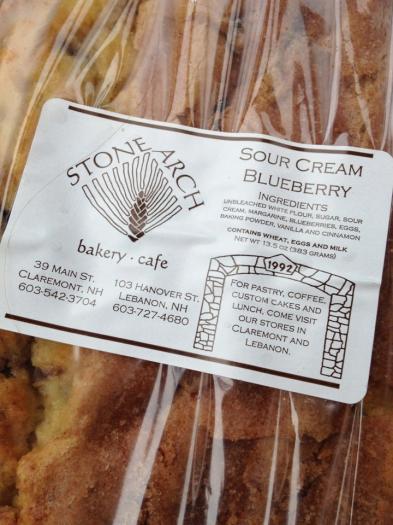 STONE ARCH
bakery · cafe
39 MAIN ST.
CLAREMONT, NH
603-542-3704
103 HANOVER ST.
LEBANON, NH
603-727-4680
SOUR CREAM
BLUEBERRY
INGREDIENTS
UNBLEACHED WHITE FLOUR, SUGAR, SOUR
CREAM, MARGARINE, BLUEBERRIES, EGGS,
BAKING POWDER, VANILLA AND CINNAMON
CONTAINS WHEAT, EGGS AND MILK
NET WT 13.5 OZ (383 GRAMS)
1992
FOR PASTRY, COFFEE,
CUSTOM CAKES AND
LUNCH, COME VISIT
OUR STORES IN
CLAREMONT AND
LEBANON.